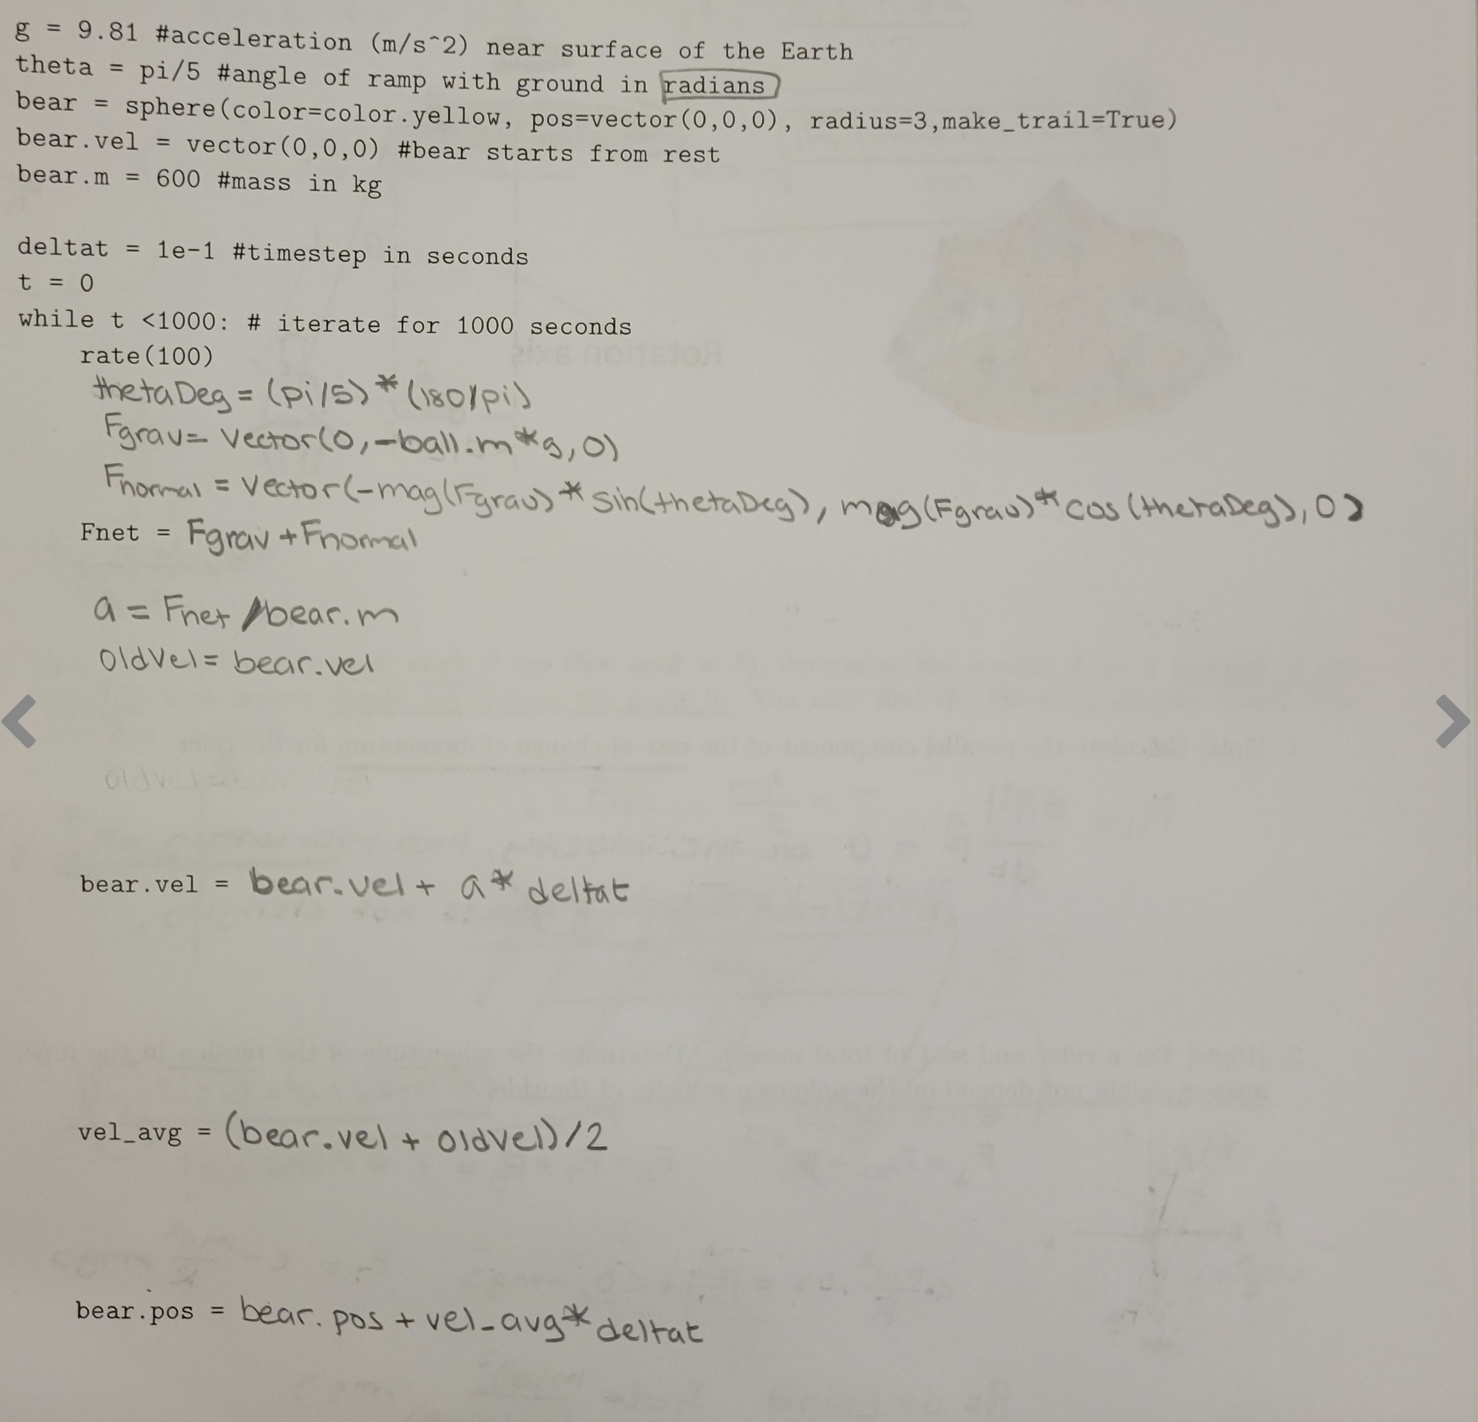 g = 9.81 #acceleration (m/s^2) near surface of the Earth
theta = pi/5 #angle of ramp with ground in radians
bear = sphere(color=color.yellow, pos=vector(0,0,0), radius=3,make_trail=True)
bear.vel = vector(0,0,0) #bear starts from rest
bear.m = 600 #mass in kg
deltat = 1e-1 #timestep in seconds
t = 0
while t <1000: # iterate for 1000 seconds
rate(100)
thetaDeg = (pi/5)*(180/pi)
Fgrav = vector(0,-ball.m*g,0)
Fnormal = vector(-mag(Fgrav)*sin(thetaDeg), mag(Fgrav)*cos(thetaDeg),0)
Fnet = Fgrav + Fnormal
a = Fnet/bear.m
oldVel = bear.vel
oldvel=
bear.vel = bear.vel + a*deltat
vel_avg = (bear.vel + oldvel)/2
bear.pos = bear.pos + vel_avg*deltat